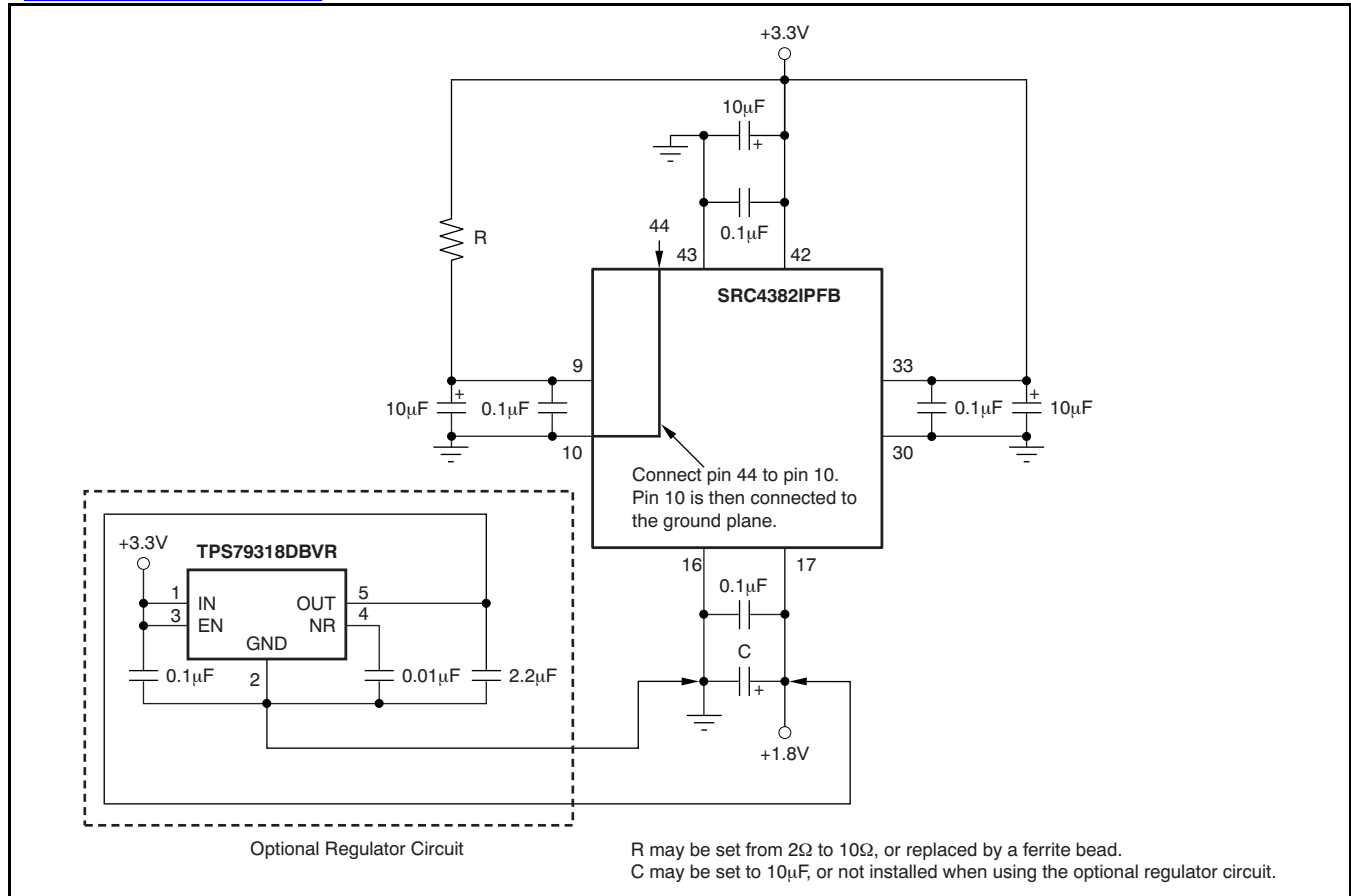 +3.3V
10µF
+
0.1µF
R
44
43
42
SRC4382IPFB
9
33
+
10µF
0.1µF
0.1µF
+
10µF
10
30
Connect pin 44 to pin 10.
Pin 10 is then connected to
the ground plane.
16
17
0.1µF
C
+
+1.8V
+3.3V
TPS79318DBVR
1
IN
OUT
5
3
EN
NR
4
GND
2
0.1µF
0.01µF
2.2µF
Optional Regulator Circuit
R may be set from 2Ω to 10Ω, or replaced by a ferrite bead.
C may be set to 10µF, or not installed when using the optional regulator circuit.